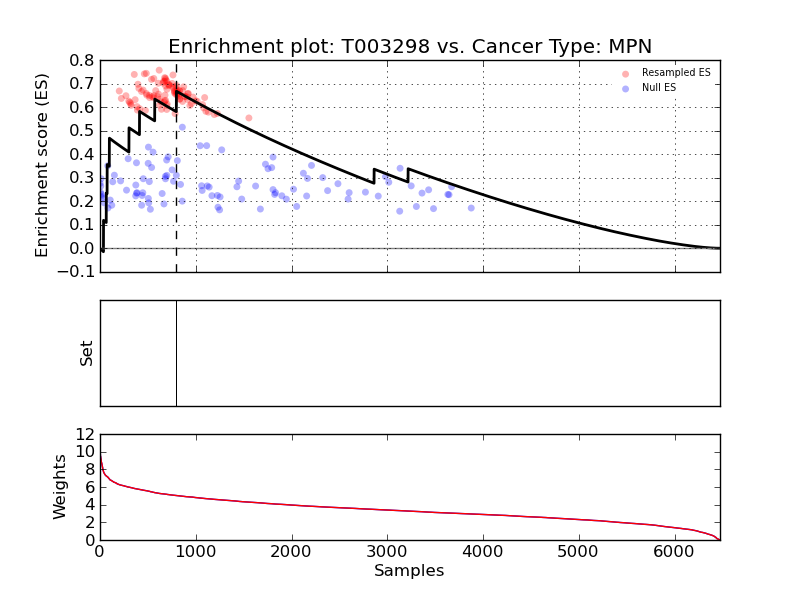 Enrichment plot: T003298 vs. Cancer Type: MPN
Enrichment score (ES)
0.8
0.7
0.6
0.5
0.4
0.3
0.2
0.1
0.0
−0.1
Resampled ES
Null ES
Set
Weights
12
10
8
6
4
2
0
0 1000 2000 3000 4000 5000 6000
Samples